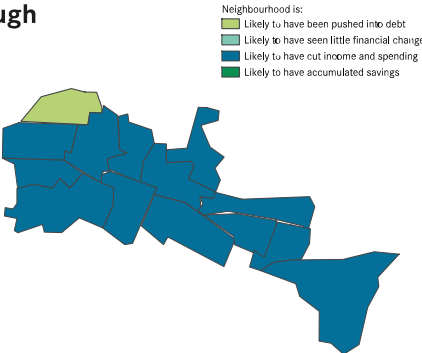 ugh
Neighbourhood is:
Likely to have been pushed into debt
Likely to have seen little financial change
Likely to have cut income and spending
Likely to have accumulated savings